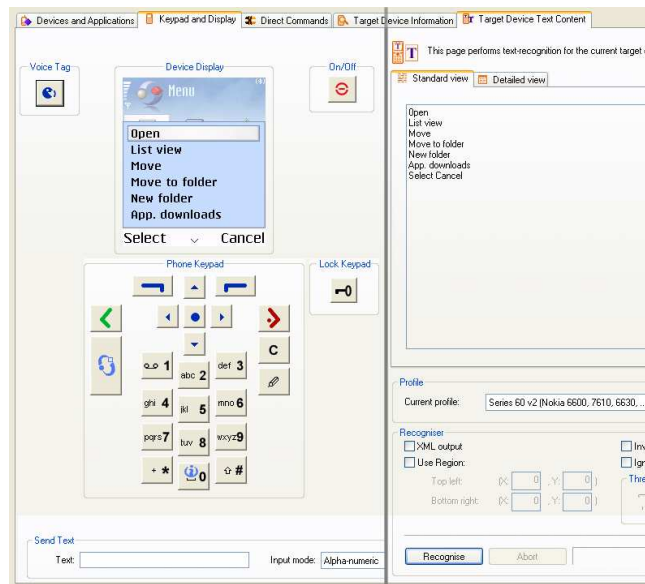 Devices and Applications
Keypad and Display
Direct Commands
Target Device Information
Target Device Text Content
Voice Tag
Device Display
On/Off
Menu
Open
List view
Move
Move to folder
New folder
App. downloads
Select
Cancel
Phone Keypad
Lock Keypad
C
1
abc 2
def 3
ghi 4
jkl 5
mno 6
pqrs 7
tuv 8
wxyz 9
+ *
0
#
Send Text
Text:
Input mode:
Alpha-numeric
This page performs text-recognition for the current target
Standard view
Detailed view
Open
List view
Move
Move to folder
New folder
App. downloads
Select Cancel
Profile
Current profile:
Series 60 v2 (Nokia 6600, 7610, 6630, ...
Recogniser
XML output
Inv
Use Region:
Ign
Top left:
(X: 0 , Y: 0 )
Thre
Bottom right:
(X: 0 , Y: 0 )
Recognise
Abort